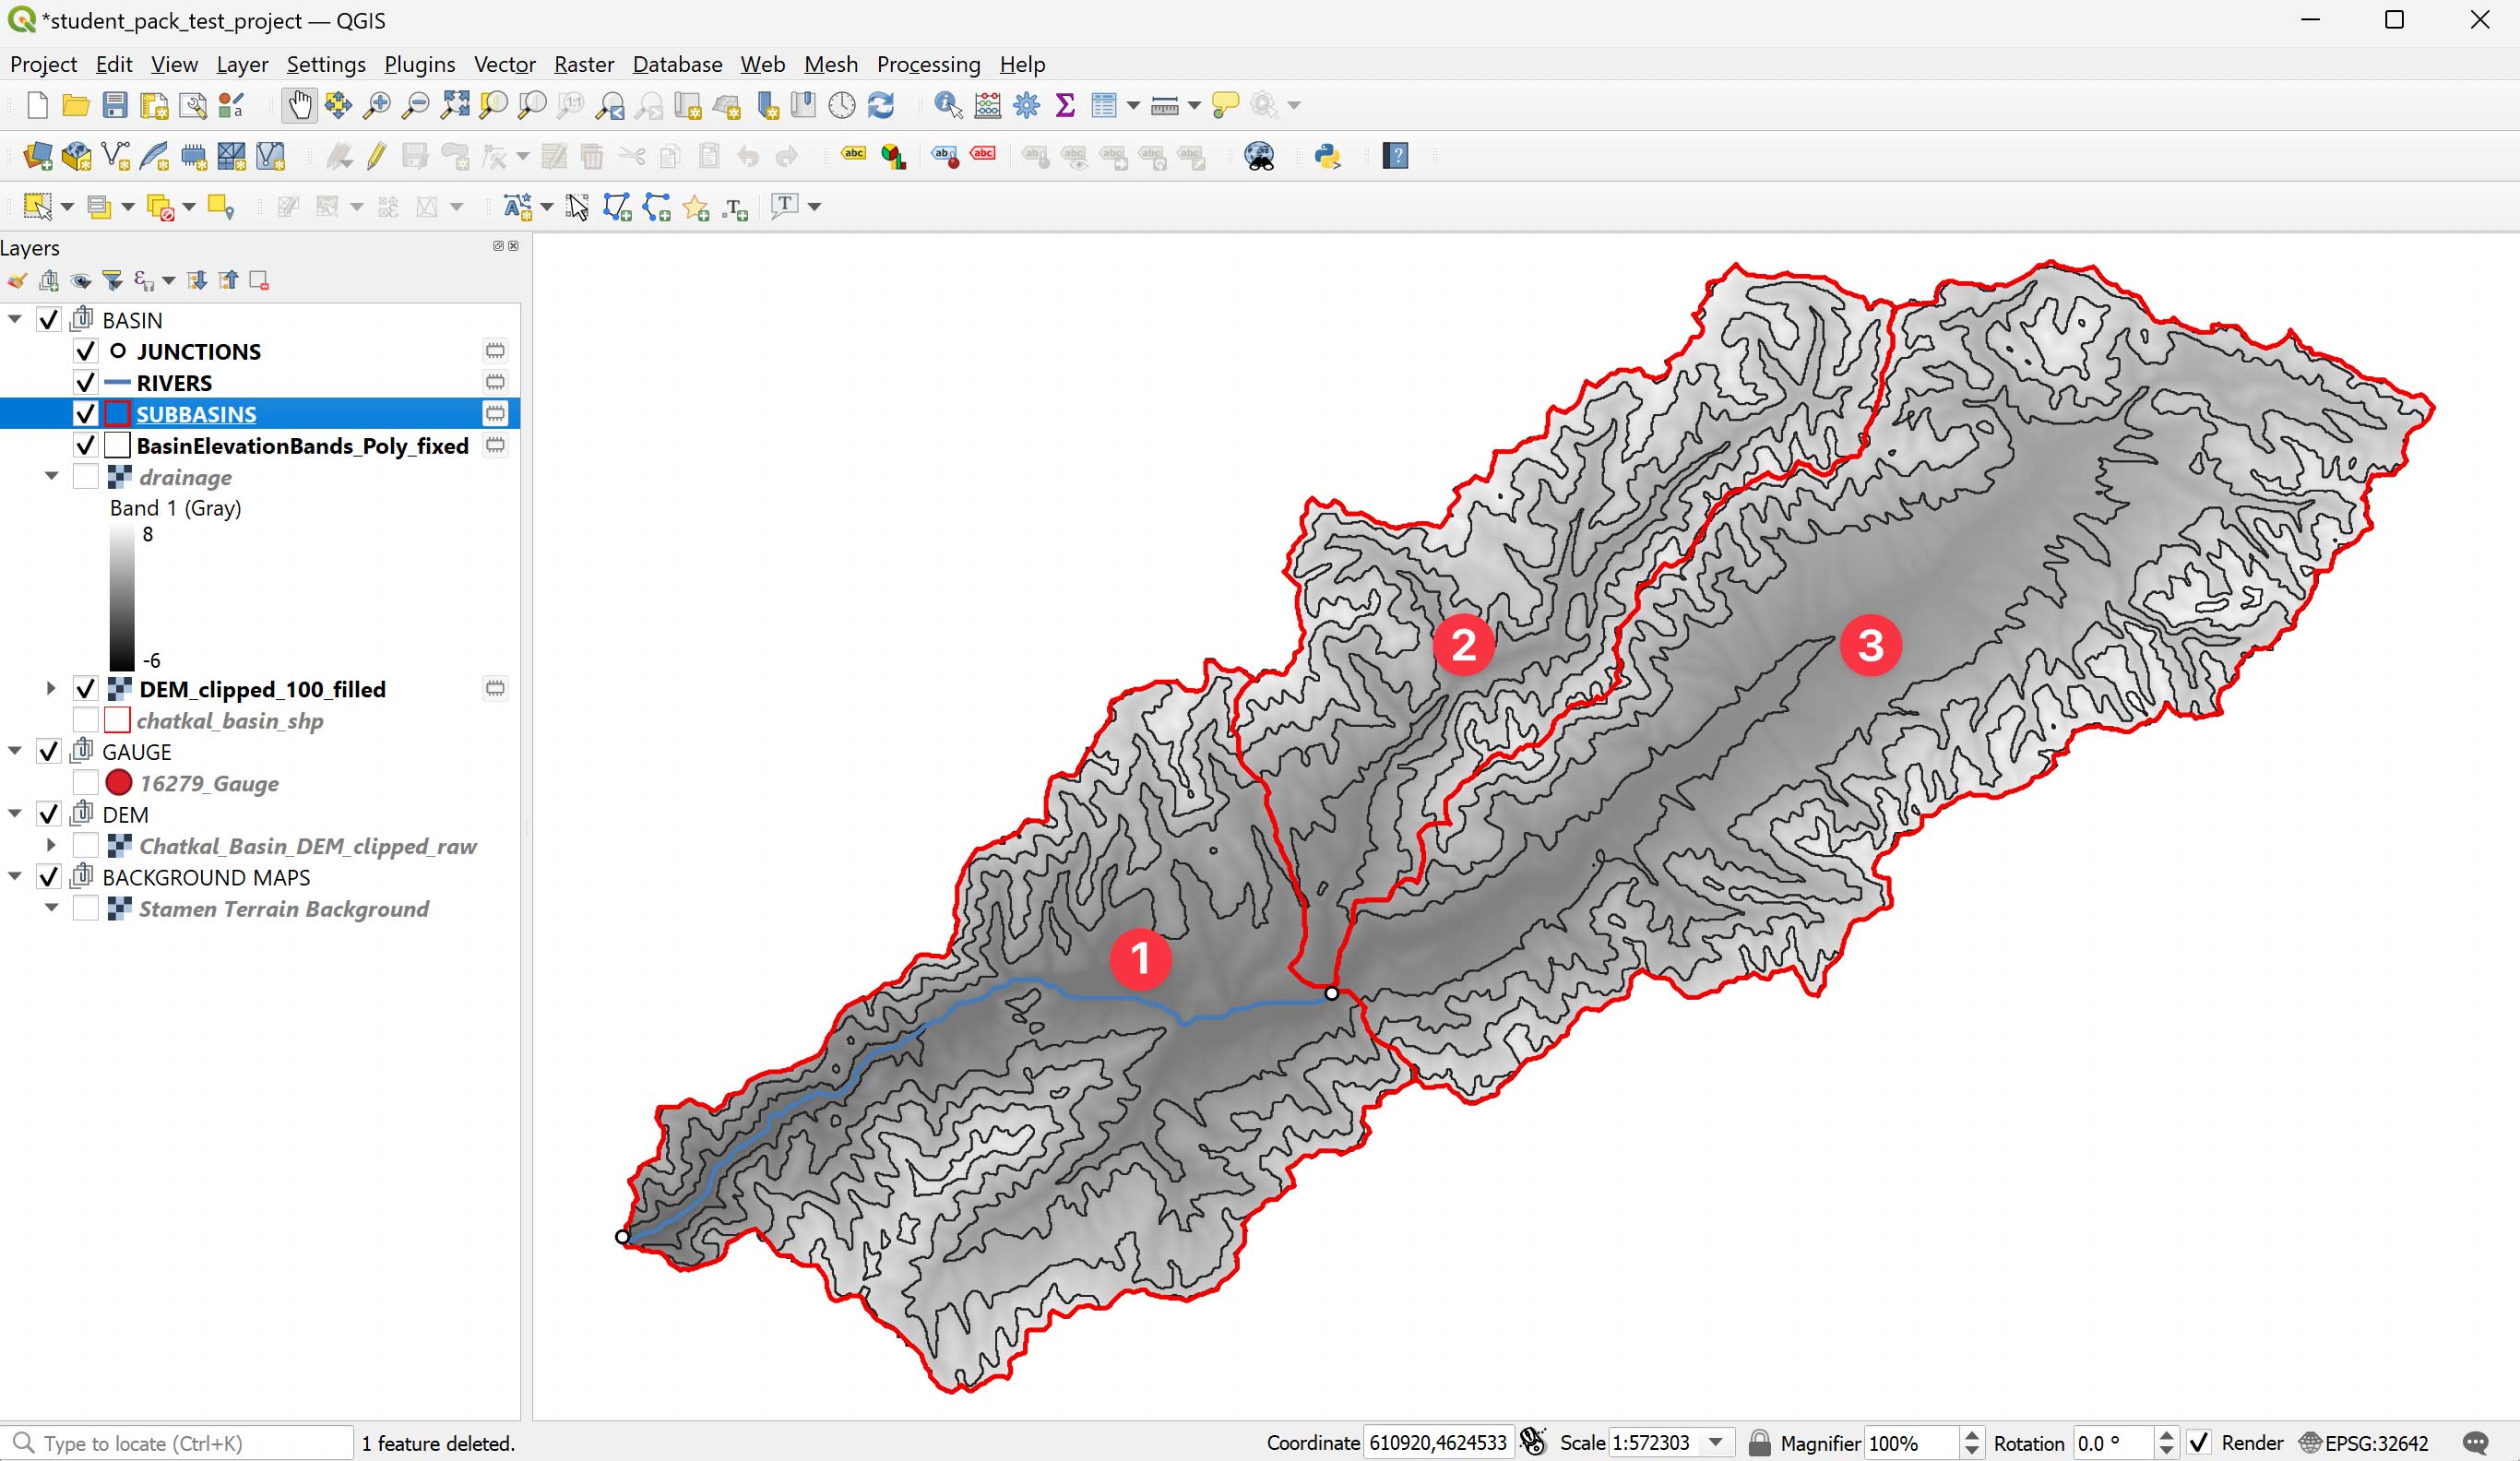 *student_pack_test_project — QGIS
Project Edit View Layer Settings Plugins Vector Raster Database Web Mesh Processing Help
Layers
BASIN
JUNCTIONS
RIVERS
SUBBASINS
BasinElevationBands_Poly_fixed
drainage
Band 1 (Gray)
8
-6
DEM_clipped_100_filled
chatkal_basin_shp
GAUGE
16279_Gauge
DEM
Chatkal_Basin_DEM_clipped_raw
BACKGROUND MAPS
Stamen Terrain Background
2
3
1
Type to locate (Ctrl+K) 1 feature deleted. Coordinate 610920,4624533 Scale 1:572303 Magnifier 100% Rotation 0.0 ° Render EPSG:32642